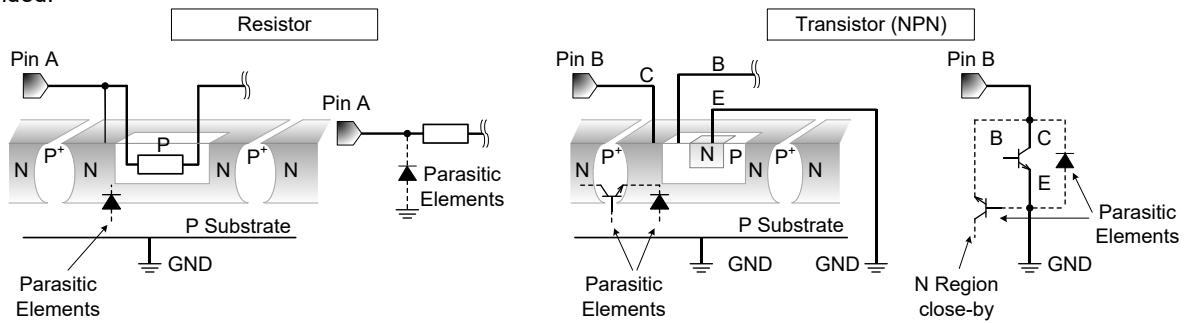 Resistor
Transistor (NPN)
Pin A
Pin A
N
P+
N
P
N
P+
N
Parasitic
Elements
P Substrate
GND
Parasitic
Elements
Pin B
C
B
E
N
P+
N
N
P
N
P+
N
P Substrate
GND
GND
Parasitic
Elements
Pin B
B
C
E
Parasitic
Elements
GND
N Region
close-by